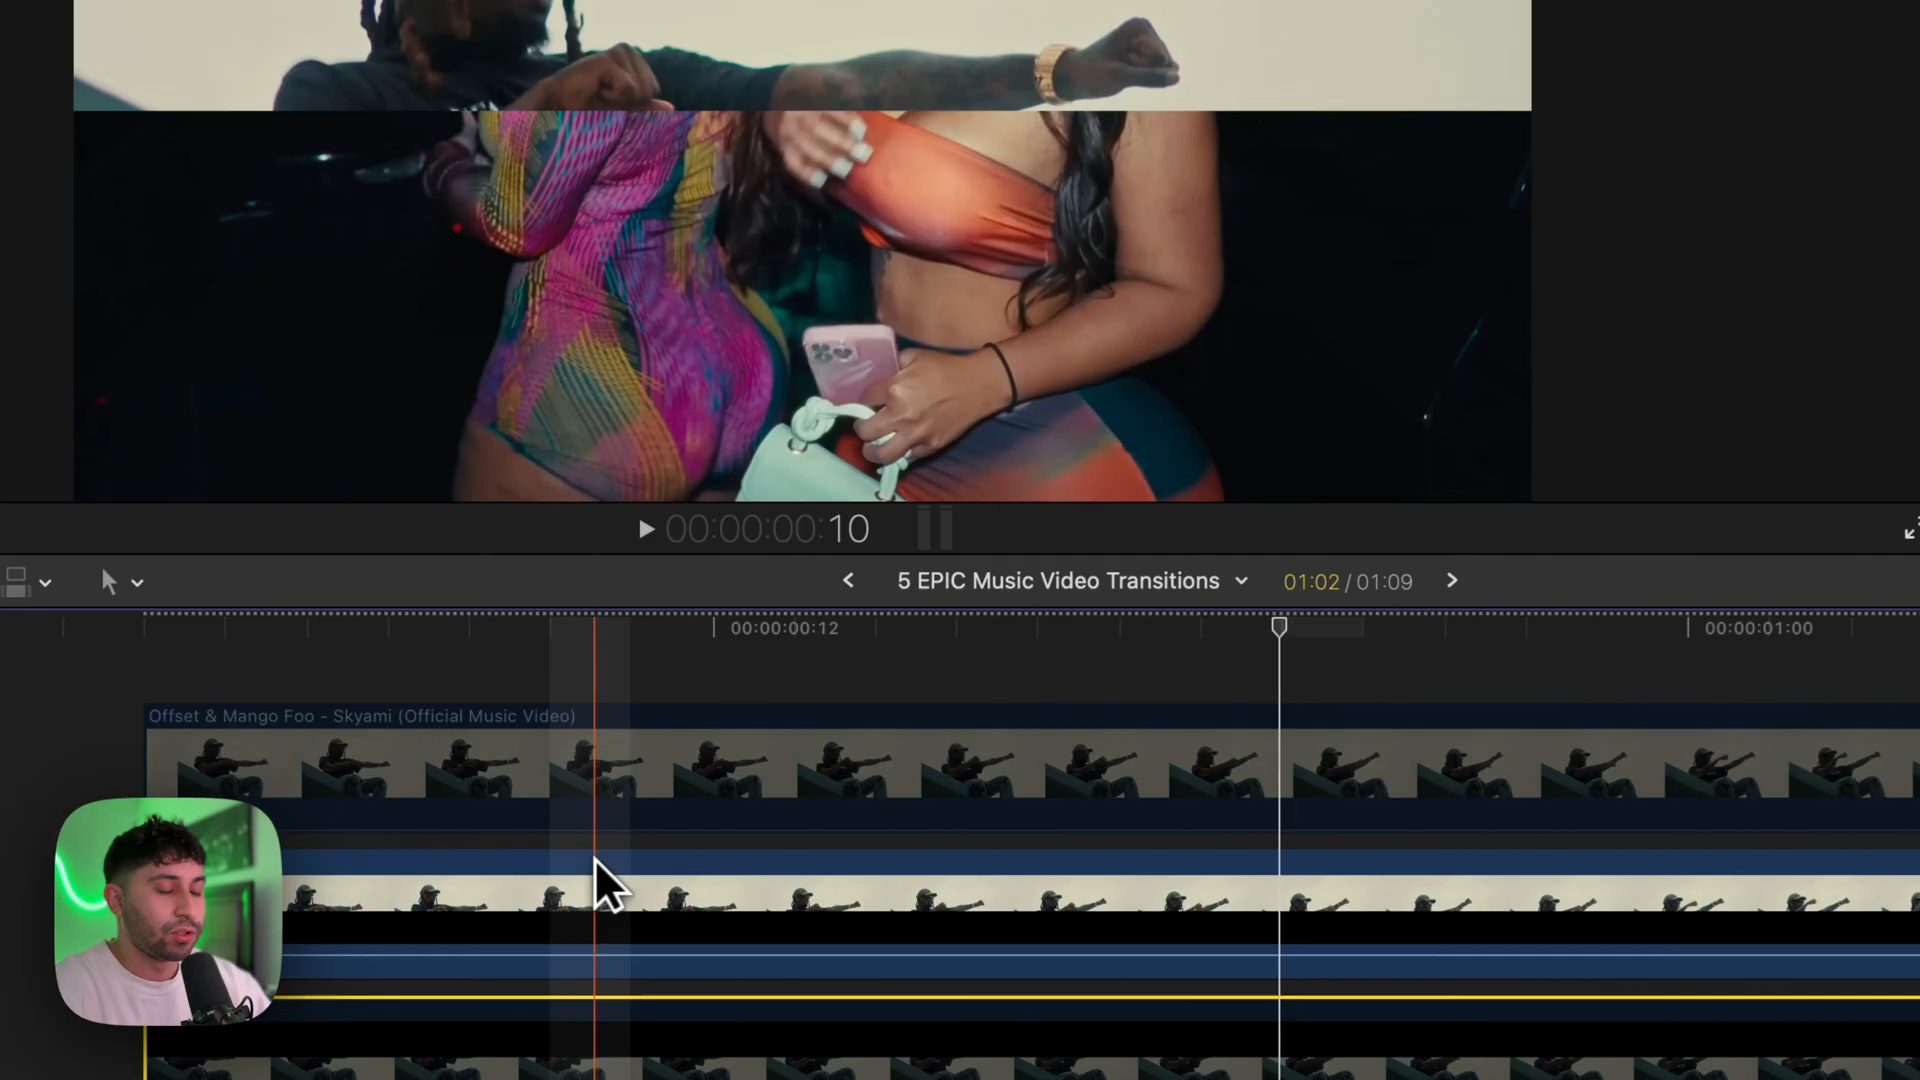 00:00:00:10
5 EPIC Music Video Transitions 01:02 / 01:09
00:00:00:12
00:00:01:00
Offset & Mango Foo - Skyami (Official Music Video)